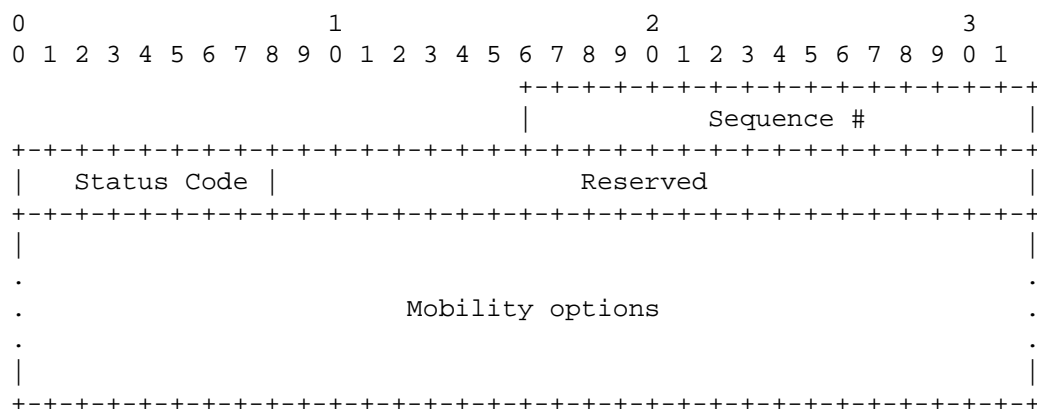 0                   1                   2                   3
0 1 2 3 4 5 6 7 8 9 0 1 2 3 4 5 6 7 8 9 0 1 2 3 4 5 6 7 8 9 0 1
                                +-+-+-+-+-+-+-+-+-+-+-+-+-+-+-+-+
                                |           Sequence #          |
+-+-+-+-+-+-+-+-+-+-+-+-+-+-+-+-+-+-+-+-+-+-+-+-+-+-+-+-+-+-+-+-+
|   Status Code |                   Reserved                    |
+-+-+-+-+-+-+-+-+-+-+-+-+-+-+-+-+-+-+-+-+-+-+-+-+-+-+-+-+-+-+-+-+
|                                                               |
.                                                               .
.                        Mobility options                       .
.                                                               .
|                                                               |
+-+-+-+-+-+-+-+-+-+-+-+-+-+-+-+-+-+-+-+-+-+-+-+-+-+-+-+-+-+-+-+-+